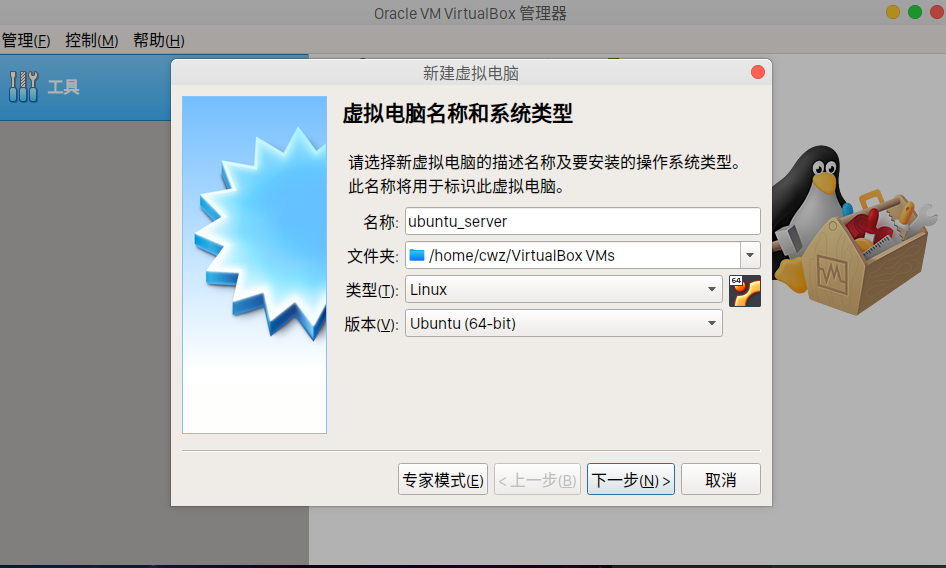 Oracle VM VirtualBox 管理器
管理(F) 控制(M) 帮助(H)
工具
新建虚拟电脑
虚拟电脑名称和系统类型
请选择新虚拟电脑的描述名称及要安装的操作系统类型。
此名称将用于标识此虚拟电脑。
名称: ubuntu_server
文件夹: /home/cwz/VirtualBox VMs
类型(T): Linux
64
版本(V): Ubuntu (64-bit)
专家模式(E) < 上一步(B) 下一步(N) > 取消